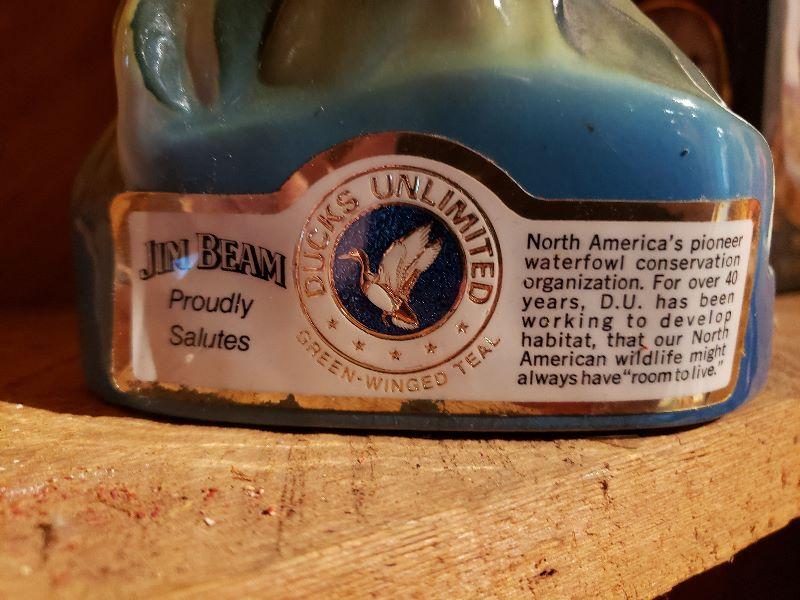 JIM BEAM
Proudly
Salutes
DUCKS UNLIMITED
GREEN-WINGED TEAL
North America's pioneer
waterfowl conservation
organization. For over 40
years, D.U. has been
working to develop
habitat, that our North
American wildlife might
always have "room to live."